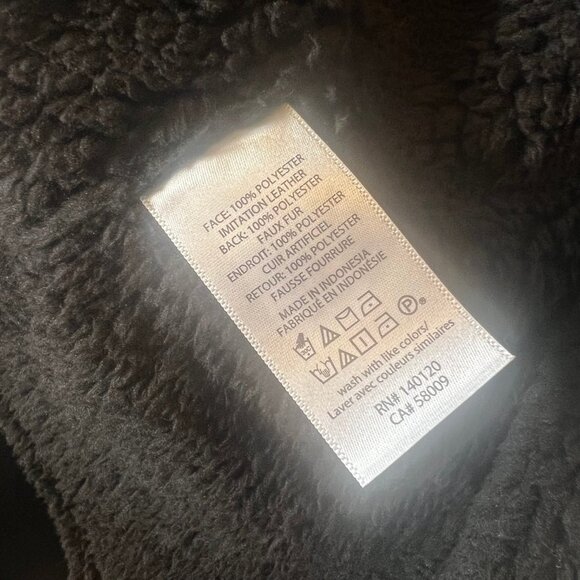 FACE: 100% POLYESTER
IMITATION LEATHER
BACK: 100% POLYESTER
FAUX FUR
ENDROIT: 100% POLYESTER
CUIR ARTIFICIEL
RETOUR: 100% POLYESTER
FAUSSE FOURRURE
MADE IN INDONESIA
FABRIQUÉ EN INDONÉSIE
P
wash with like colors/
Laver avec couleurs similaires
RN# 140120
CA# 58009